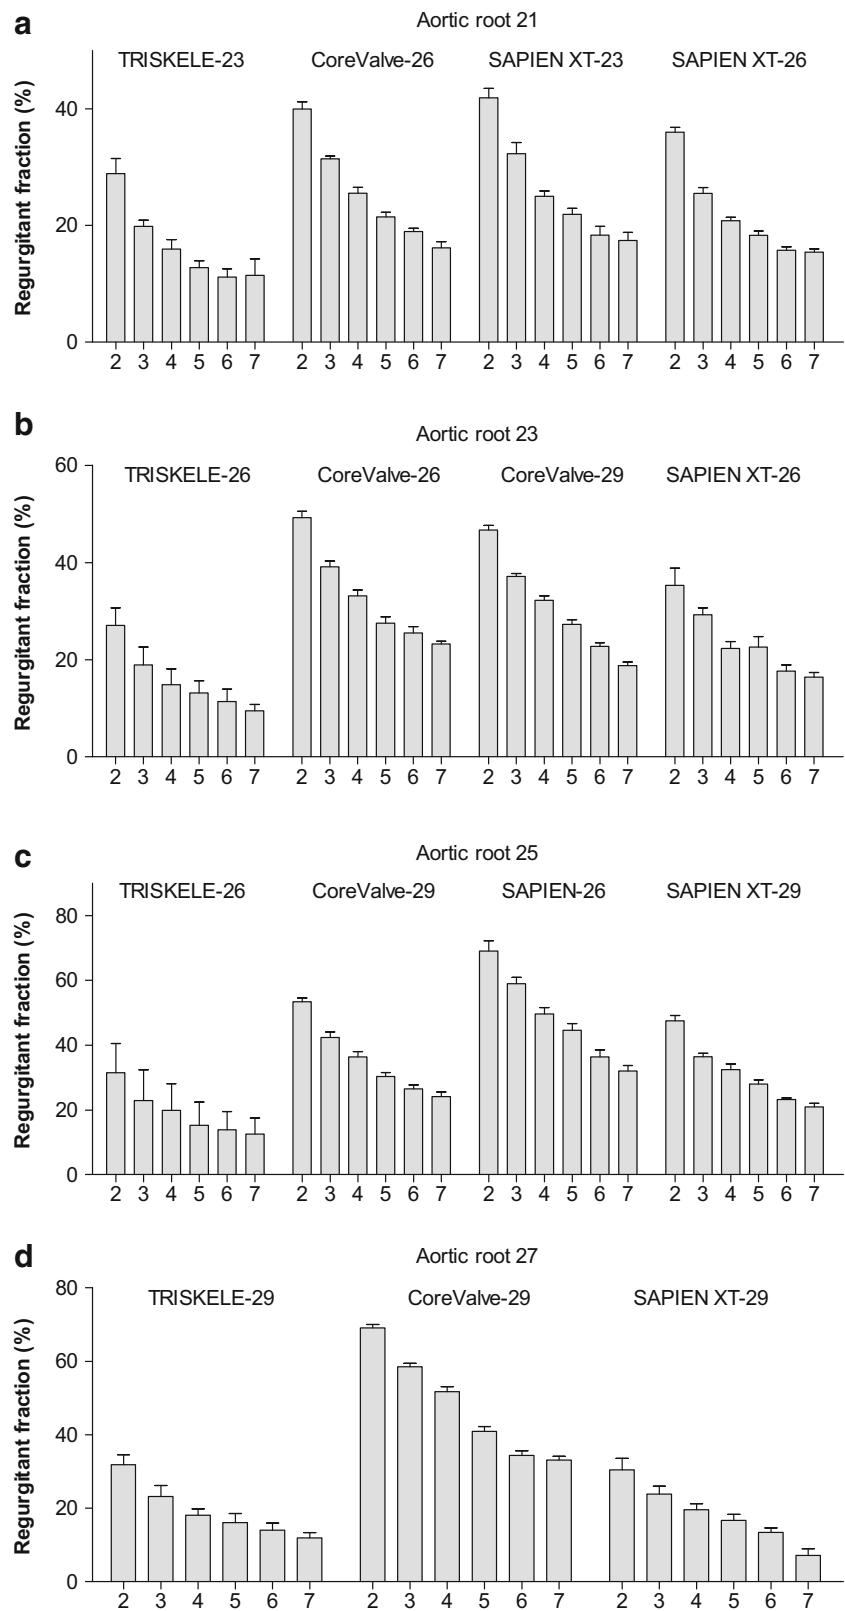 a
Aortic root 21
TRISKELE-23 CoreValve-26 SAPIEN XT-23 SAPIEN XT-26
Regurgitant fraction (%)
40
20
0
2 3 4 5 6 7 2 3 4 5 6 7 2 3 4 5 6 7 2 3 4 5 6 7
b
Aortic root 23
60
TRISKELE-26 CoreValve-26 CoreValve-29 SAPIEN XT-26
Regurgitant fraction (%)
40
20
0
2 3 4 5 6 7 2 3 4 5 6 7 2 3 4 5 6 7 2 3 4 5 6 7
c
Aortic root 25
TRISKELE-26 CoreValve-29 SAPIEN-26 SAPIEN XT-29
Regurgitant fraction (%)
80
60
40
20
0
2 3 4 5 6 7 2 3 4 5 6 7 2 3 4 5 6 7 2 3 4 5 6 7
d
Aortic root 27
80
TRISKELE-29 CoreValve-29 SAPIEN XT-29
Regurgitant fraction (%)
60
40
20
0
2 3 4 5 6 7 2 3 4 5 6 7 2 3 4 5 6 7